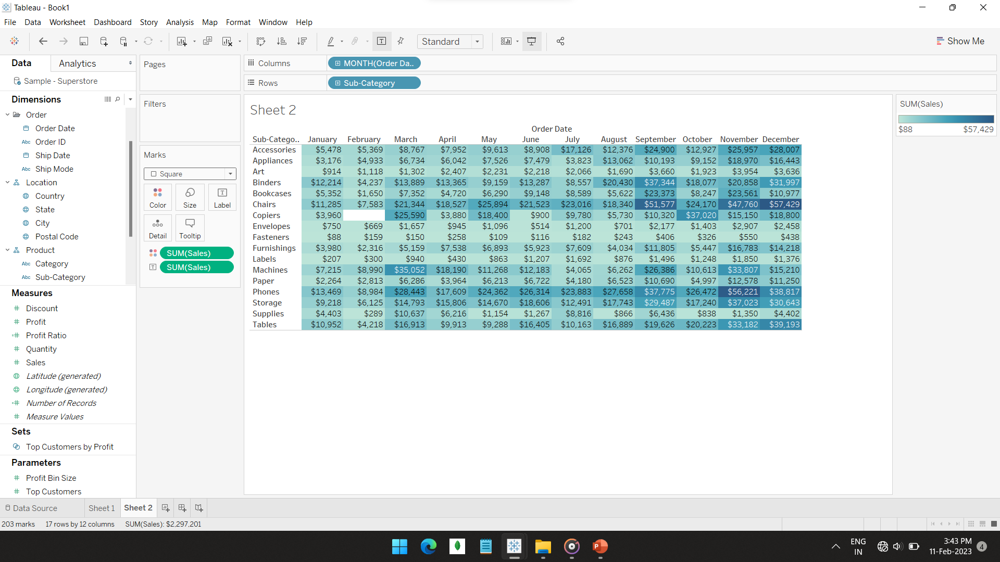 Tableau - Book1
File Data Worksheet Dashboard Story Analysis Map Format Window Help
Standard
Show Me
Data Analytics
Sample - Superstore
Dimensions
Order
Order Date
Abc Order ID
Ship Date
Abc Ship Mode
Location
Country
State
City
Postal Code
Product
Abc Category
Abc Sub-Category
Measures
# Discount
# Profit
=# Profit Ratio
# Quantity
# Sales
Latitude (generated)
Longitude (generated)
=# Number of Records
# Measure Values
Sets
Top Customers by Profit
Parameters
# Profit Bin Size
# Top Customers
Pages
Filters
Marks
Square
Color Size Label
Detail Tooltip
SUM(Sales)
SUM(Sales)
Columns MONTH(Order Da..
Rows Sub-Category
Sheet 2
Order Date
Sub-Catego.. January February March April May June July August September October November December
Accessories $5,478 $5,369 $8,767 $7,952 $9,613 $8,908 $17,126 $12,376 $24,900 $12,927 $25,957 $28,007
Appliances $3,176 $4,933 $6,734 $6,042 $7,526 $7,479 $3,823 $13,062 $10,193 $9,152 $18,970 $16,443
Art $914 $1,118 $1,302 $2,407 $2,231 $2,218 $2,066 $1,690 $3,660 $1,923 $3,954 $3,636
Binders $12,214 $4,237 $13,889 $13,365 $9,159 $13,287 $8,557 $20,430 $37,344 $18,077 $20,858 $31,997
Bookcases $5,352 $1,650 $7,352 $4,720 $6,290 $9,148 $8,589 $5,622 $23,373 $8,247 $23,561 $10,977
Chairs $11,285 $7,583 $21,344 $18,527 $25,894 $21,523 $23,016 $18,340 $51,577 $24,170 $47,760 $57,429
Copiers $3,960 $25,590 $3,880 $18,400 $900 $9,780 $5,730 $10,320 $37,020 $15,150 $18,800
Envelopes $750 $669 $1,657 $945 $1,096 $514 $1,200 $701 $2,177 $1,403 $2,907 $2,458
Fasteners $88 $159 $150 $258 $109 $116 $182 $243 $406 $326 $550 $438
Furnishings $3,980 $2,316 $5,159 $7,538 $6,893 $5,923 $7,609 $4,034 $11,805 $5,447 $16,783 $14,218
Labels $207 $300 $940 $430 $863 $1,207 $1,692 $876 $1,496 $1,248 $1,850 $1,376
Machines $7,215 $8,990 $35,052 $18,190 $11,268 $12,183 $4,065 $6,262 $26,386 $10,613 $33,807 $15,210
Paper $2,264 $2,813 $6,286 $3,964 $6,213 $6,722 $4,180 $6,523 $10,690 $4,997 $12,578 $11,250
Phones $13,469 $8,984 $28,443 $17,609 $24,362 $26,314 $23,883 $27,658 $37,775 $26,472 $56,221 $38,817
Storage $9,218 $6,125 $14,793 $15,806 $14,670 $18,606 $12,491 $17,743 $29,487 $17,240 $37,023 $30,643
Supplies $4,403 $289 $10,637 $6,216 $1,154 $1,267 $8,816 $866 $6,436 $838 $1,350 $4,402
Tables $10,952 $4,218 $16,913 $9,913 $9,288 $16,405 $10,163 $16,889 $19,626 $20,223 $33,182 $39,193
SUM(Sales)
$88 $57,429
Data Source Sheet 1 Sheet 2
203 marks 17 rows by 12 columns SUM(Sales): $2,297,201
ENG
IN
3:43 PM
11-Feb-2023
4